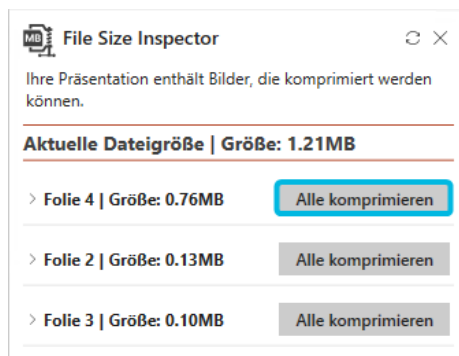 MB File Size Inspector
Ihre Präsentation enthält Bilder, die komprimiert werden
können.
Aktuelle Dateigröße | Größe: 1.21MB
Folie 4 | Größe: 0.76MB Alle komprimieren
Folie 2 | Größe: 0.13MB Alle komprimieren
Folie 3 | Größe: 0.10MB Alle komprimieren